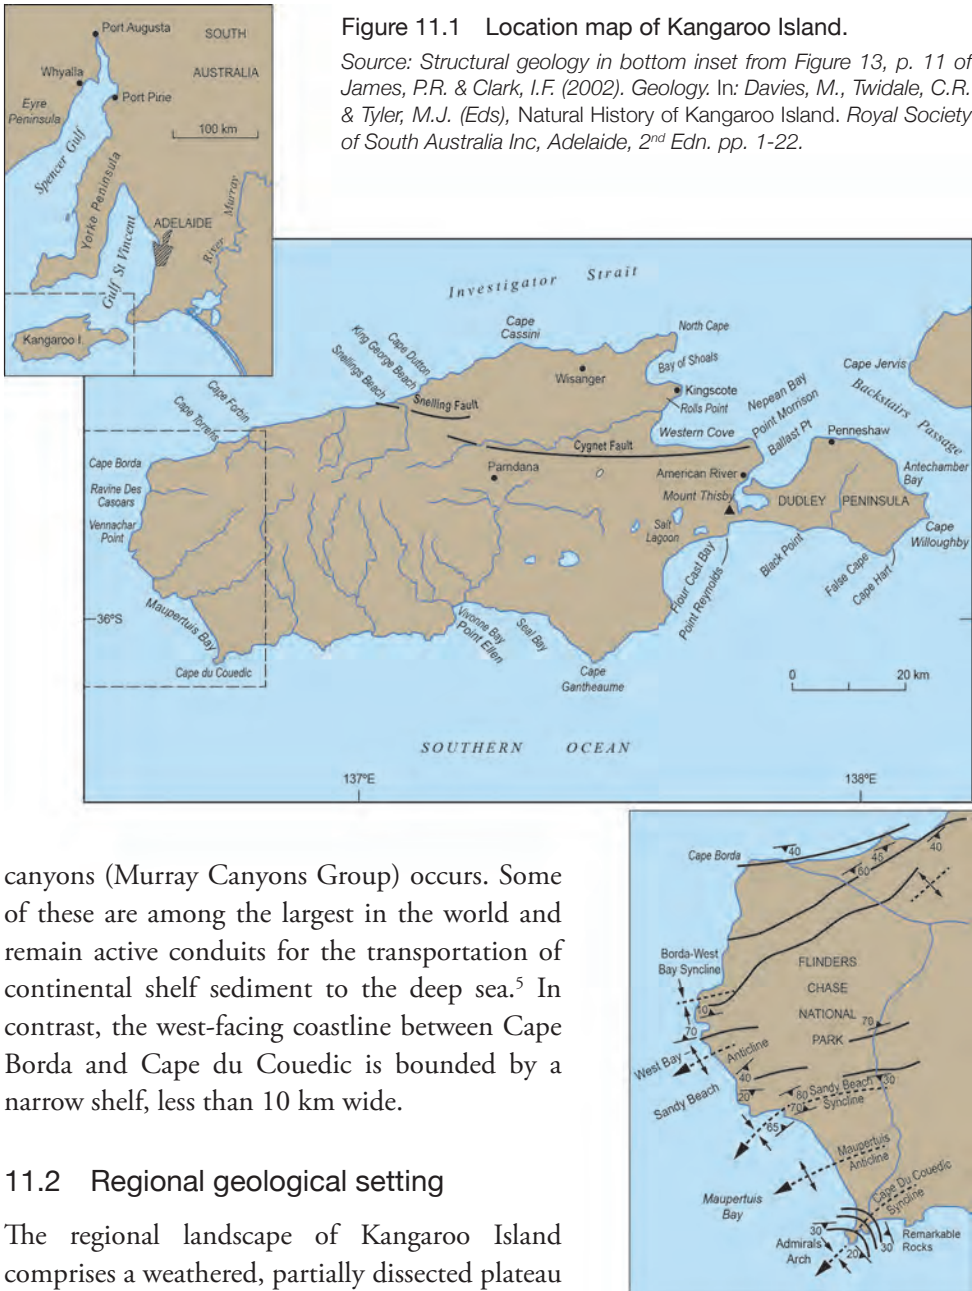 Figure 11.1 Location map of Kangaroo Island.
Source: Structural geology in bottom inset from Figure 13, p. 11 of
James, P.R. & Clark, I.F. (2002). Geology. In: Davies, M., Twidale, C.R.
& Tyler, M.J. (Eds), Natural History of Kangaroo Island. Royal Society
of South Australia Inc, Adelaide, 2nd Edn. pp. 1-22.
Port Augusta
SOUTH
AUSTRALIA
Whyalla
Port Pirie
Eyre
Peninsula
100 km
Spencer Gulf
Yorke Peninsula
Gulf St Vincent
ADELAIDE
River Murray
Kangaroo I.
Investigator Strait
Cape
Cassini
North Cape
Cape Dutton
King George Beach
Snellings Beach
Bay of Shoals
Cape Jervis
Wisanger
Kingscote
Snelling Fault
Rolls Point
Nepean Bay
Backstairs Passage
Cape Forbin
Cape Torrens
Point Morrison
Western Cove
Ballast Pt
Penneshaw
Cygnet Fault
Cape Borda
Parndana
American River
Antechamber
Bay
Ravine Des
Casoars
Mount Thisby
DUDLEY PENINSULA
Vennachar
Point
Salt
Lagoon
Cape
Willoughby
Flour Cast Bay
Point Reynolds
Black Point
False Cape
Cape Hart
36°S
Maupertuis Bay
Vivonne Bay
Point Ellen
Seal Bay
Cape du Couedic
Cape
Gantheaume
0 20 km
SOUTHERN OCEAN
137°E 138°E
canyons (Murray Canyons Group) occurs. Some
of these are among the largest in the world and
remain active conduits for the transportation of
continental shelf sediment to the deep sea.5 In
contrast, the west-facing coastline between Cape
Borda and Cape du Couedic is bounded by a
narrow shelf, less than 10 km wide.
11.2 Regional geological setting
The regional landscape of Kangaroo Island
comprises a weathered, partially dissected plateau
Cape Borda
40
45
40
60
Borda-West
Bay Syncline
FLINDERS
CHASE
NATIONAL
PARK
10
70
70
West Bay
Anticline
Sandy Beach
40
20
60
70
Sandy Beach
Syncline
30
65
Maupertuis
Anticline
Maupertuis
Bay
Cape Du Couedic
Syncline
30
Admirals
Arch
20
30
Remarkable
Rocks